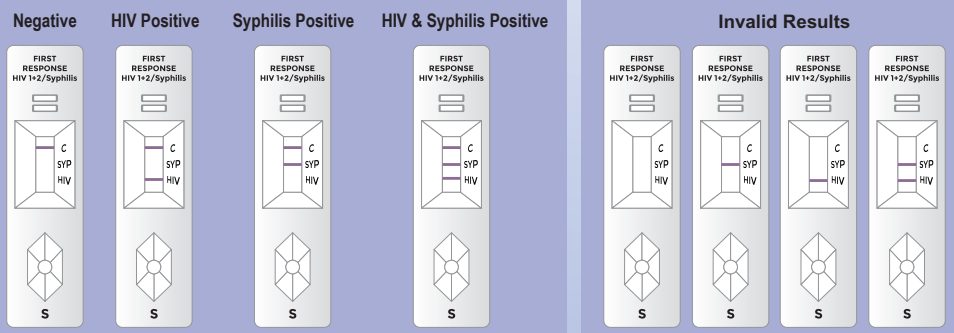 Negative
HIV Positive
Syphilis Positive
HIV & Syphilis Positive
Invalid Results
FIRST
RESPONSE
HIV 1+2/Syphilis
C
SYP
HIV
S
FIRST
RESPONSE
HIV 1+2/Syphilis
C
SYP
HIV
S
FIRST
RESPONSE
HIV 1+2/Syphilis
C
SYP
HIV
S
FIRST
RESPONSE
HIV 1+2/Syphilis
C
SYP
HIV
S
FIRST
RESPONSE
HIV 1+2/Syphilis
C
SYP
HIV
S
FIRST
RESPONSE
HIV 1+2/Syphilis
C
SYP
HIV
S
FIRST
RESPONSE
HIV 1+2/Syphilis
C
SYP
HIV
S
FIRST
RESPONSE
HIV 1+2/Syphilis
C
SYP
HIV
S